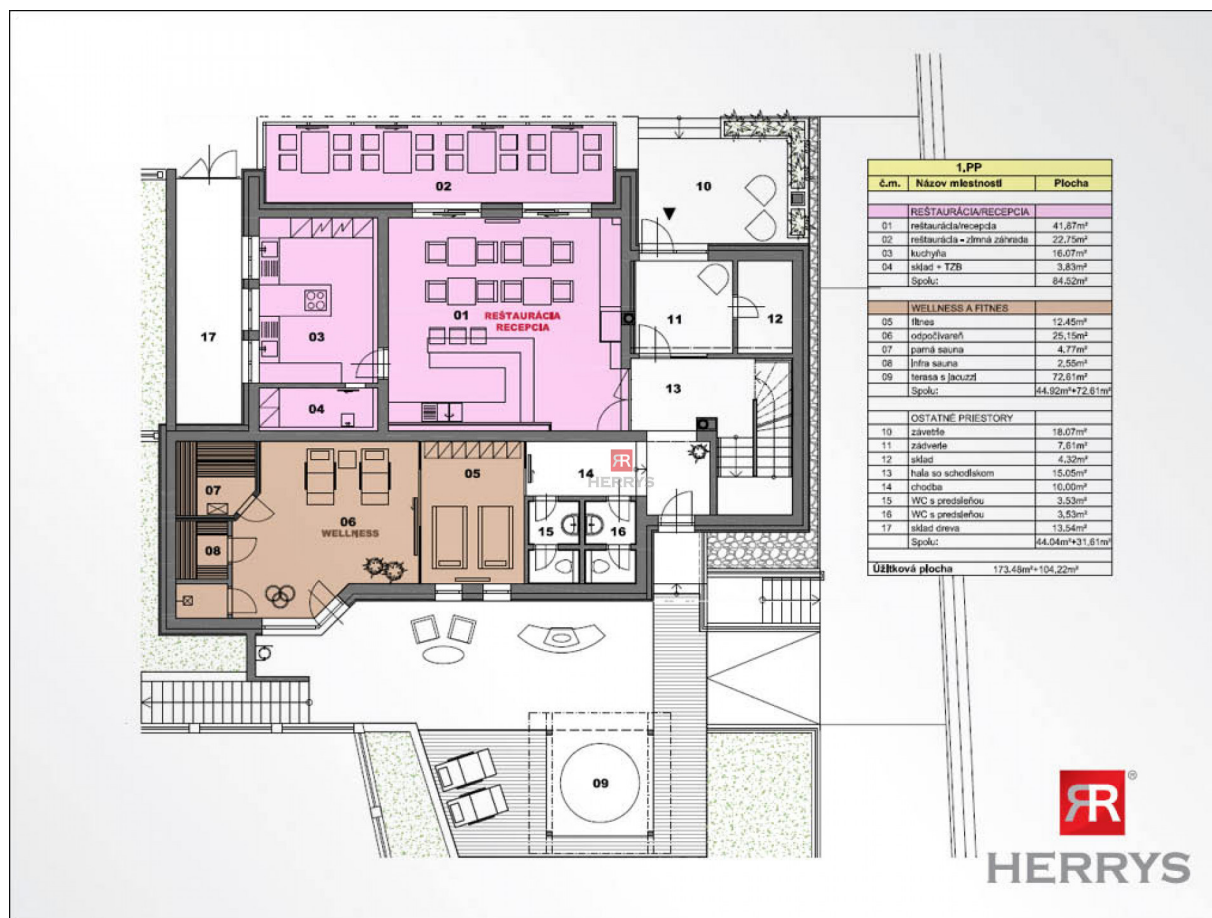 02
10
01
REŠTAURÁCIA
RECEPCIA
03
11
12
17
13
04
05
14
RR
HERRYS
07
06
WELLNESS
15
16
08
09
1.PP
č.m. Názov miestnosti Plocha
REŠTAURÁCIA/RECEPCIA
01 reštaurácia/recepcia 41,87m²
02 reštaurácia - zimná záhrada 22,75m²
03 kuchyňa 16.07m²
04 sklad + TZB 3,83m²
Spolu: 84.52m²
WELLNESS A FITNES
05 fitnes 12.45m²
06 odpočívareň 25,15m²
07 parná sauna 4.77m²
08 infra sauna 2,55m²
09 terasa s jacuzzi 72,61m²
Spolu: 44.92m²+72,61m²
OSTATNÉ PRIESTORY
10 závetrie 18.07m²
11 zádverie 7,61m²
12 sklad 4,32m²
13 hala so schodiskom 15.05m²
14 chodba 10,00m²
15 WC s predsieňou 3.53m²
16 WC s predsieňou 3,53m²
17 sklad dreva 13.54m²
Spolu: 44.04m²+31,61m²
Úžitková plocha 173.48m²+104,22m²
RR ®
HERRYS